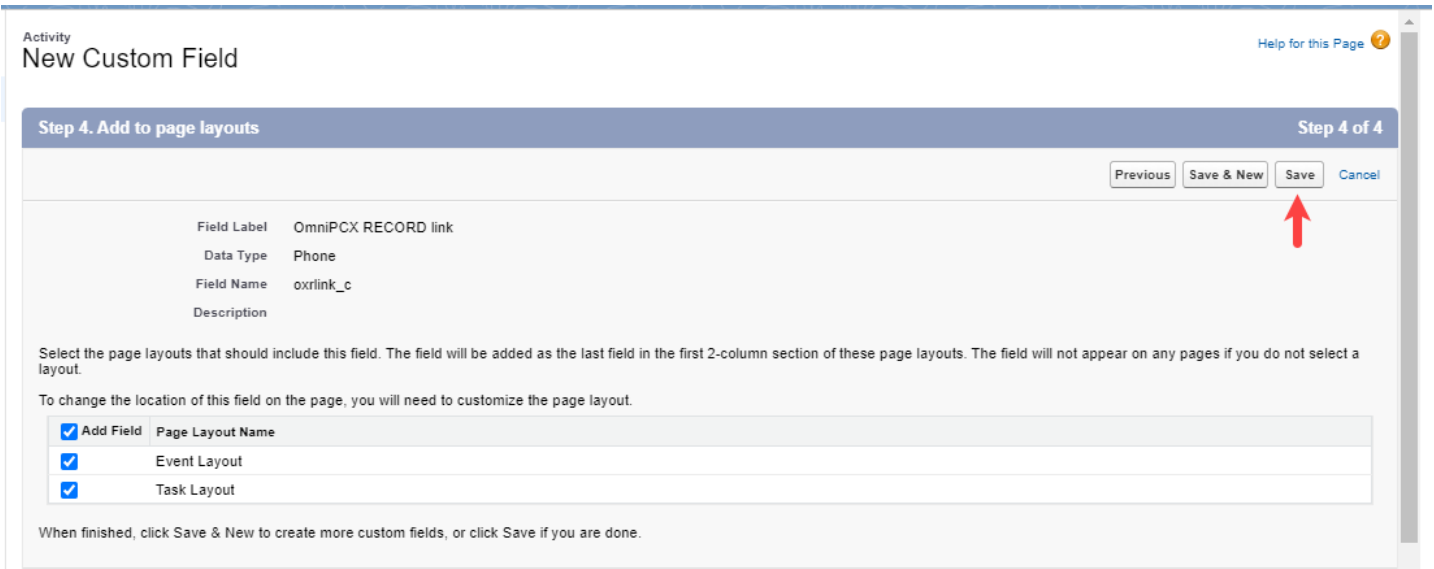 Activity
New Custom Field
Help for this Page ?
Step 4. Add to page layouts
Step 4 of 4
Previous Save & New Save Cancel
Field Label OmniPCX RECORD link
Data Type Phone
Field Name oxrlink_c
Description
Select the page layouts that should include this field. The field will be added as the last field in the first 2-column section of these page layouts. The field will not appear on any pages if you do not select a
layout.
To change the location of this field on the page, you will need to customize the page layout.
Add Field Page Layout Name
Event Layout
Task Layout
When finished, click Save & New to create more custom fields, or click Save if you are done.